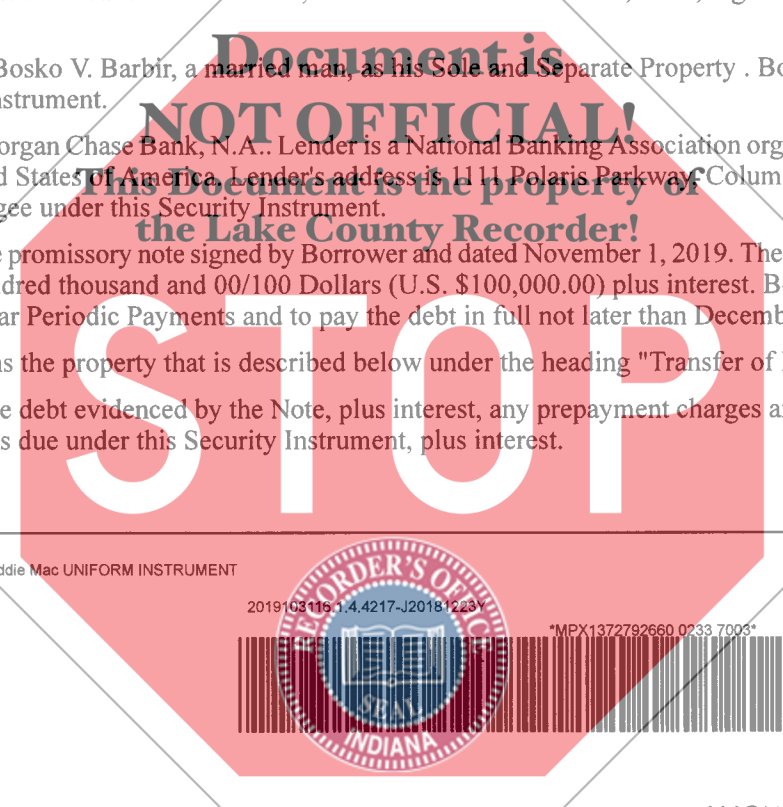 Document is
Bosko V. Barbir, a married man, as his Sole and Separate Property . Bo
nstrument.
NOT OFFICIAL!
organ Chase Bank, N.A.. Lender is a National Banking Association org
d States of America. Lender's address is 1111 Polaris Parkway, Colum
This Document is the property of
gee under this Security Instrument.
the Lake County Recorder!
e promissory note signed by Borrower and dated November 1, 2019. The
dred thousand and 00/100 Dollars (U.S. $100,000.00) plus interest. B
ar Periodic Payments and to pay the debt in full not later than Decemb
ns the property that is described below under the heading "Transfer of
STOP
e debt evidenced by the Note, plus interest, any prepayment charges a
s due under this Security Instrument, plus interest.
ddie Mac UNIFORM INSTRUMENT
RECORDER'S OFFICE
2019103116.1.4.4217-J20181223Y
*MPX1372792660 0233 7003*
SEAL
INDIANA